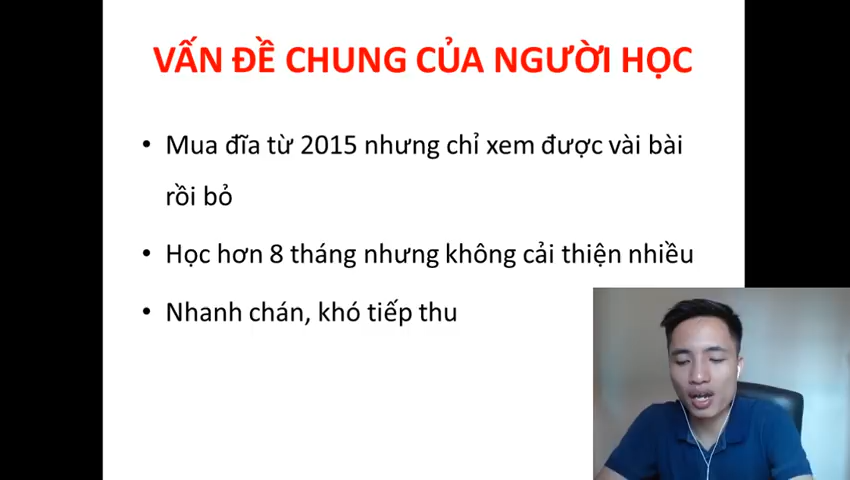 VẤN ĐỀ CHUNG CỦA NGƯỜI HỌC
• Mua đĩa từ 2015 nhưng chỉ xem được vài bài
rồi bỏ
• Học hơn 8 tháng nhưng không cải thiện nhiều
• Nhanh chán, khó tiếp thu